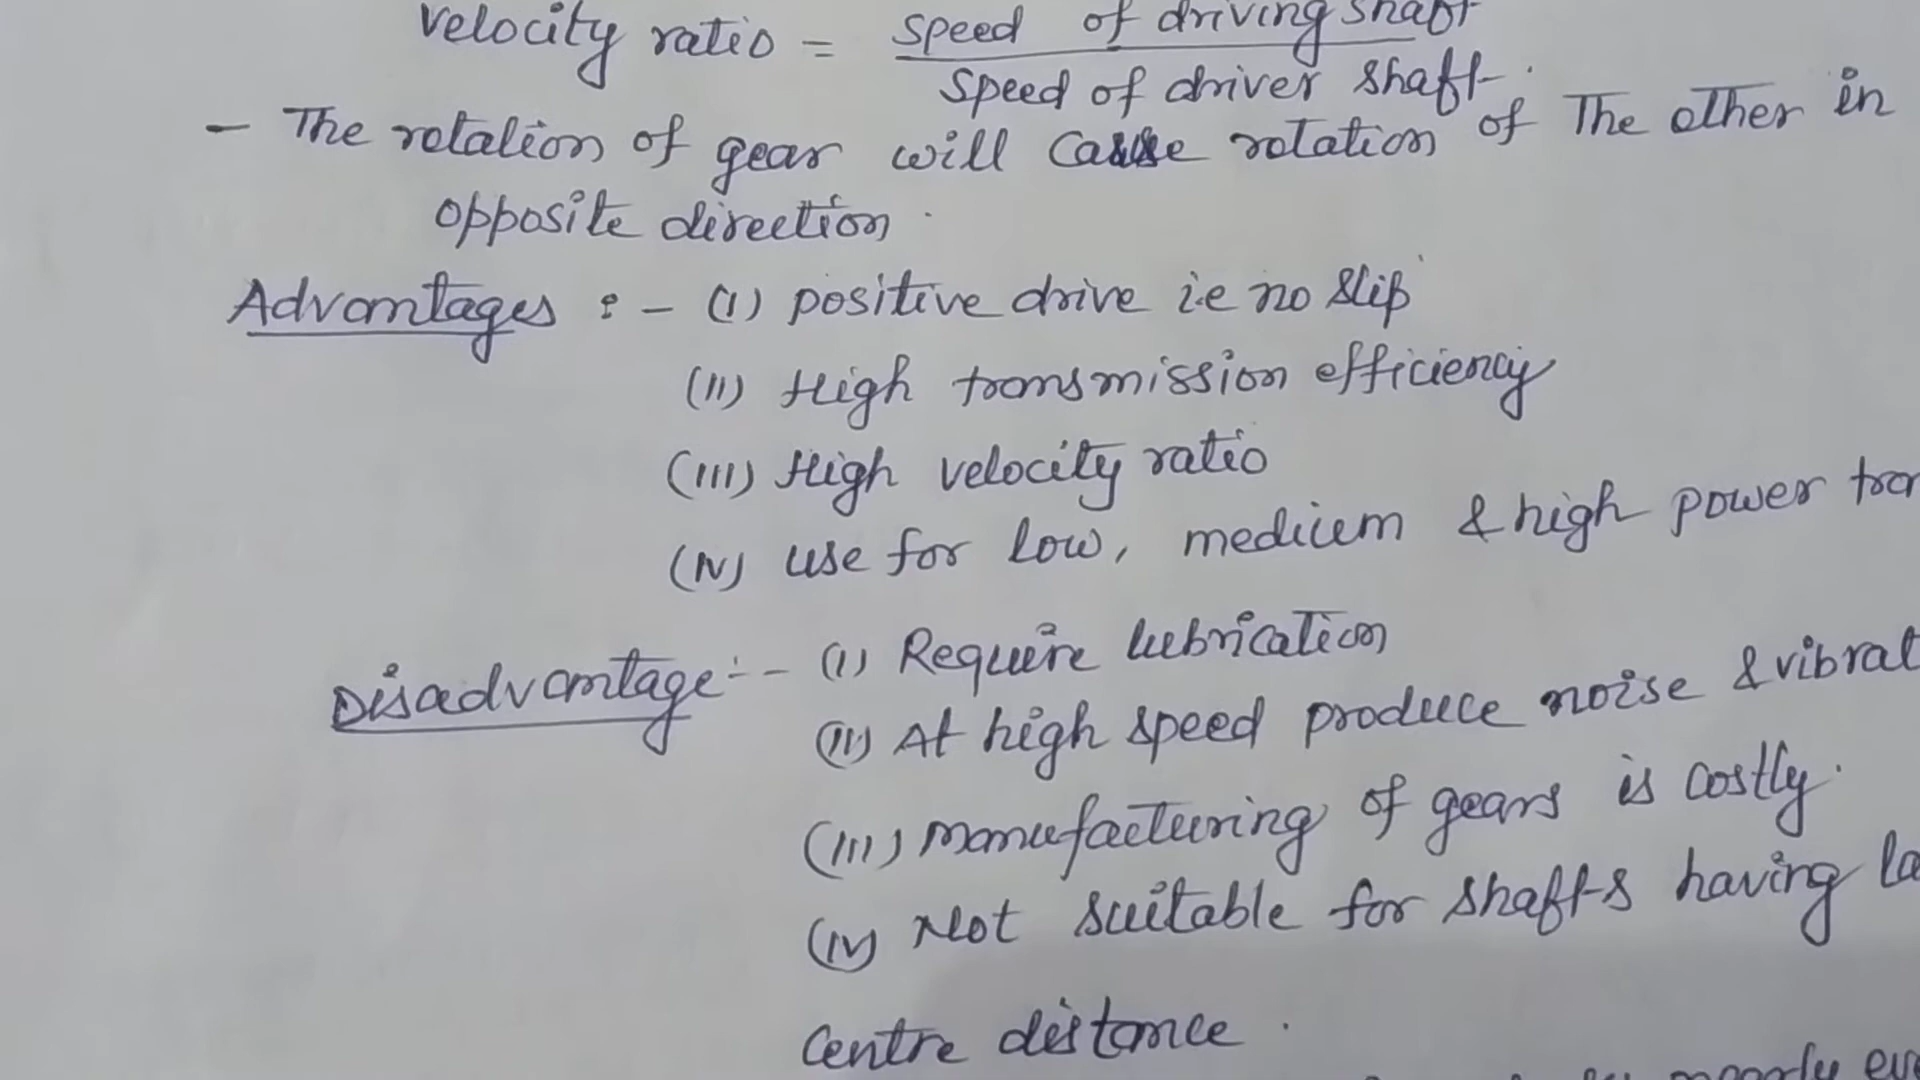 Velocity ratio = speed of driving shaft
speed of driver shaft.
- The rotation of gear will cause rotation of The other in
opposite direction.
Advantages :- (I) positive drive i.e no slip
(II) High transmission efficiency
(III) High velocity ratio
(IV) use for low, medium & high power tran
Disadvantage:-- (I) Require lubrication
(II) At high speed produce noise & vibrat
(III) manufacturing of gears is costly.
(IV) Not suitable for shafts having la
Centre distance.